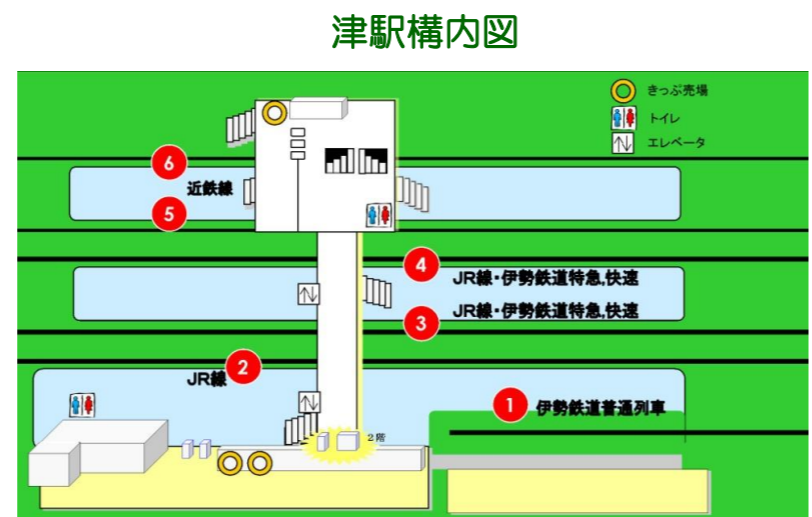 津駅構内図
きっぷ売場
トイレ
エレベータ
6
近鉄線
5
4
JR線・伊勢鉄道特急,快速
JR線・伊勢鉄道特急,快速
3
2
JR線
1
伊勢鉄道普通列車
2階